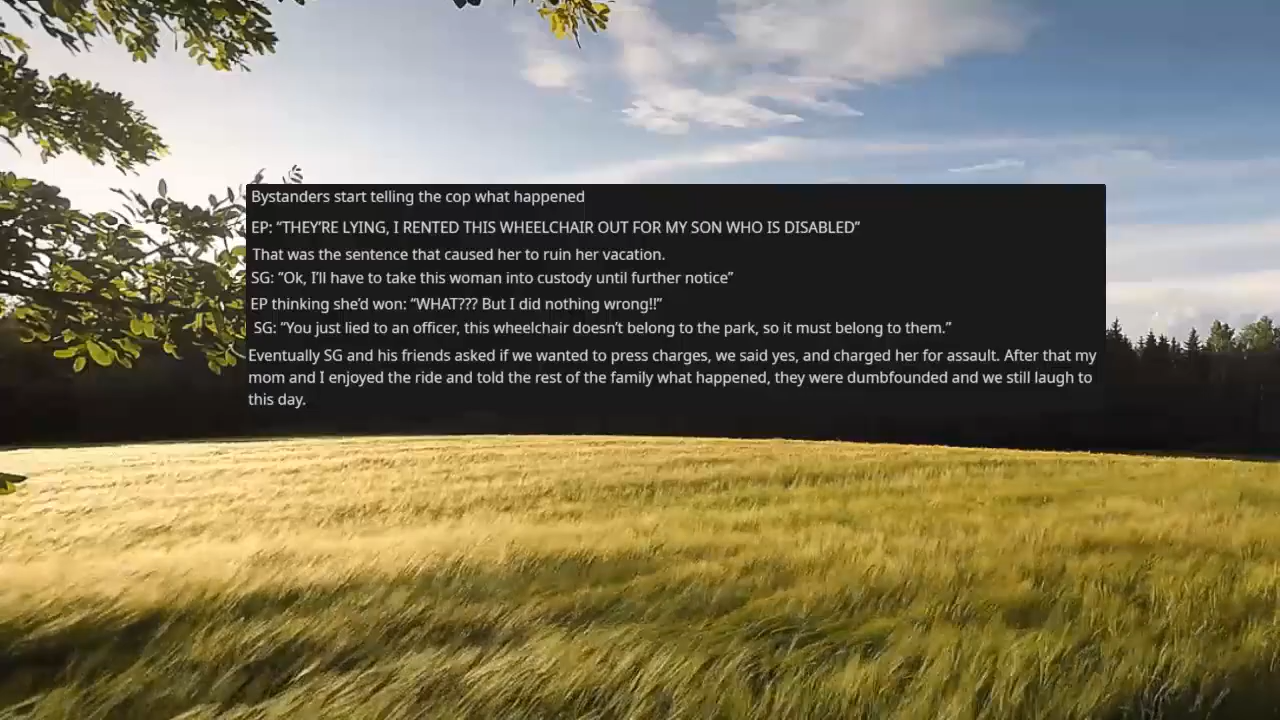 Bystanders start telling the cop what happened
EP: “THEY’RE LYING, I RENTED THIS WHEELCHAIR OUT FOR MY SON WHO IS DISABLED”
That was the sentence that caused her to ruin her vacation.
SG: “Ok, I’ll have to take this woman into custody until further notice”
EP thinking she’d won: “WHAT??? But I did nothing wrong!!”
SG: “You just lied to an officer, this wheelchair doesn’t belong to the park, so it must belong to them.”
Eventually SG and his friends asked if we wanted to press charges, we said yes, and charged her for assault. After that my
mom and I enjoyed the ride and told the rest of the family what happened, they were dumbfounded and we still laugh to
this day.